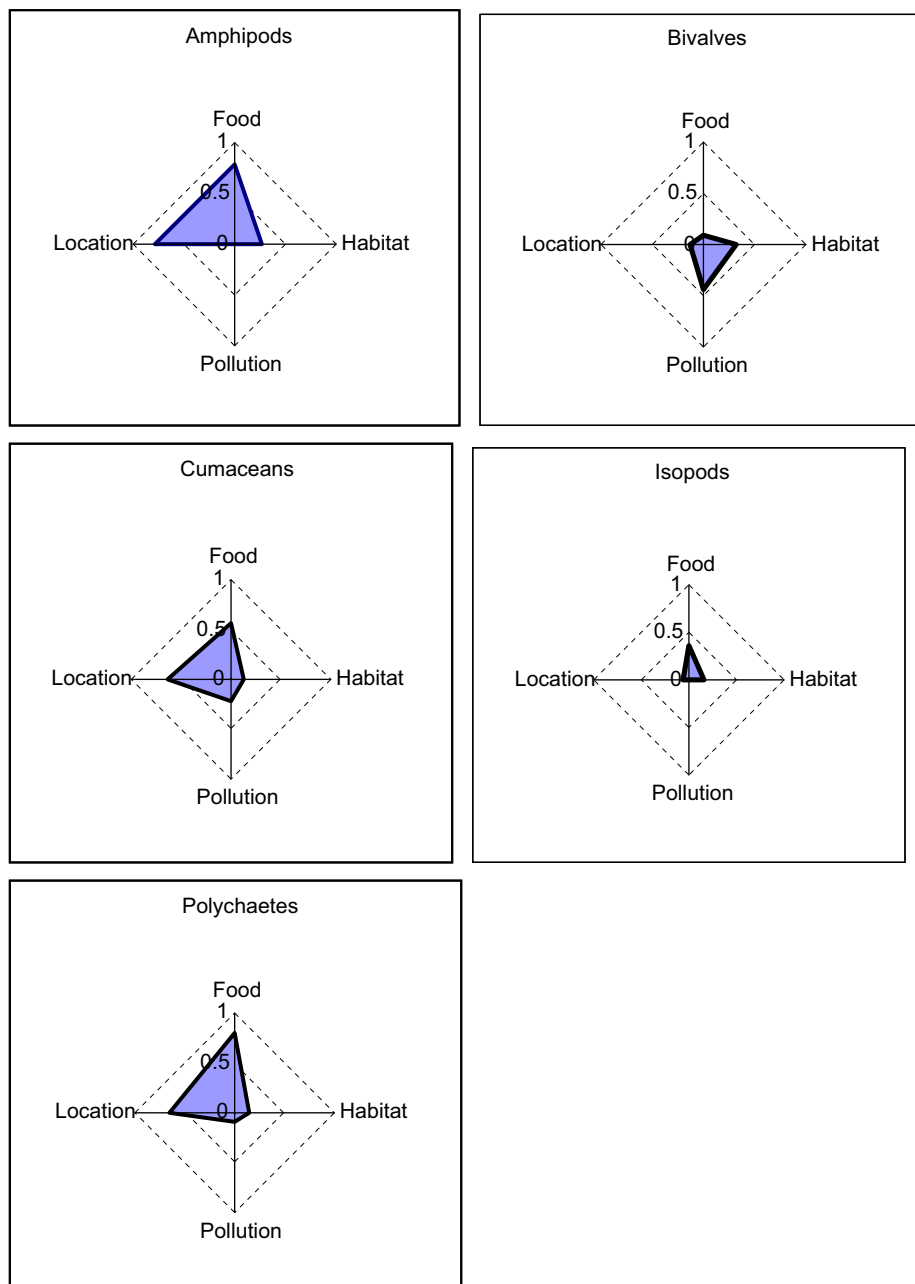 Amphipods
Food
1
0.5
Location
0
Habitat
Pollution
Bivalves
Food
1
0.5
Location
0
Habitat
Pollution
Cumaceans
Food
1
0.5
Location
0
Habitat
Pollution
Isopods
Food
1
0.5
Location
0
Habitat
Pollution
Polychaetes
Food
1
0.5
Location
0
Habitat
Pollution